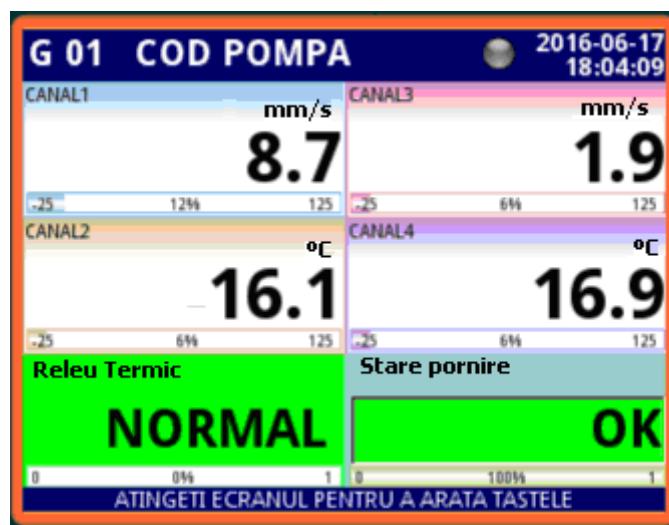 G 01 COD POMPA
2016-06-17
18:04:09
CANAL1
mm/s
8.7
-25 12% 125
CANAL3
mm/s
1.9
-25 6% 125
CANAL2
ºC
16.1
-25 6% 125
CANAL4
ºC
16.9
-25 6% 125
Releu Termic
NORMAL
0 0% 1
Stare pornire
OK
0 100% 1
ATINGETI ECRANUL PENTRU A ARATA TASTELE